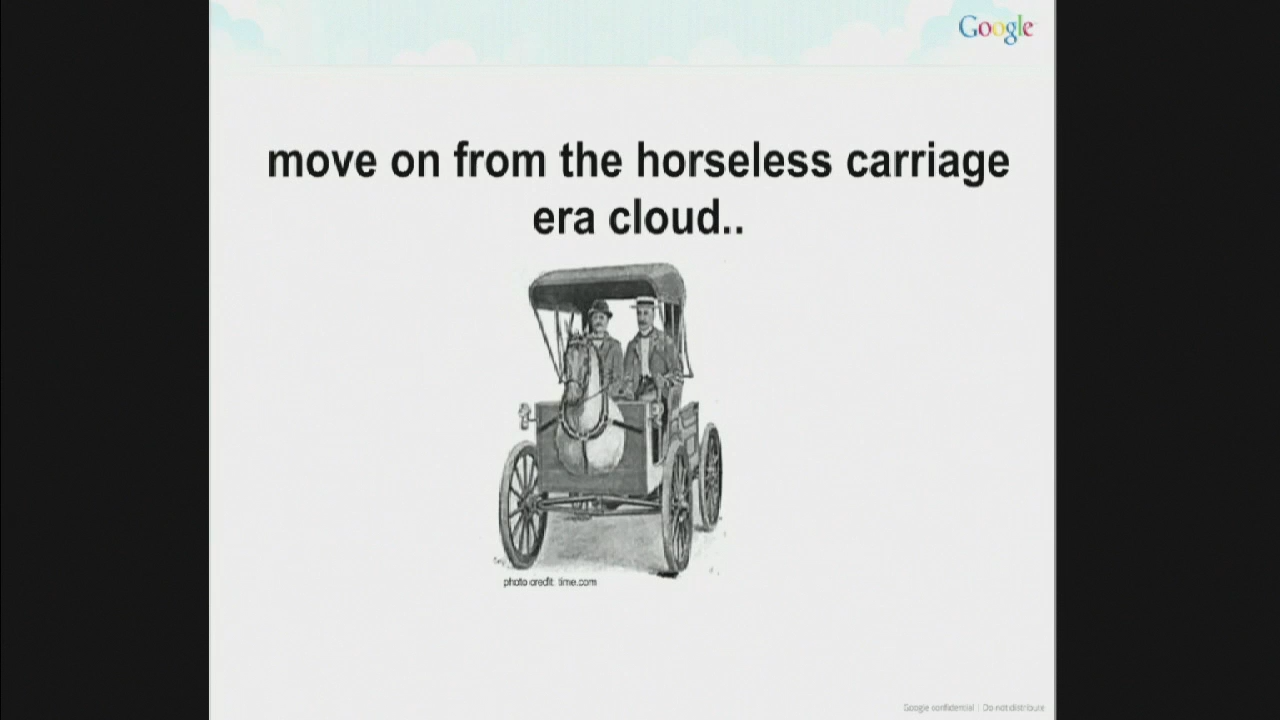 Google
move on from the horseless carriage
era cloud..
photo credit: time.com
Google confidential | Do not distribute